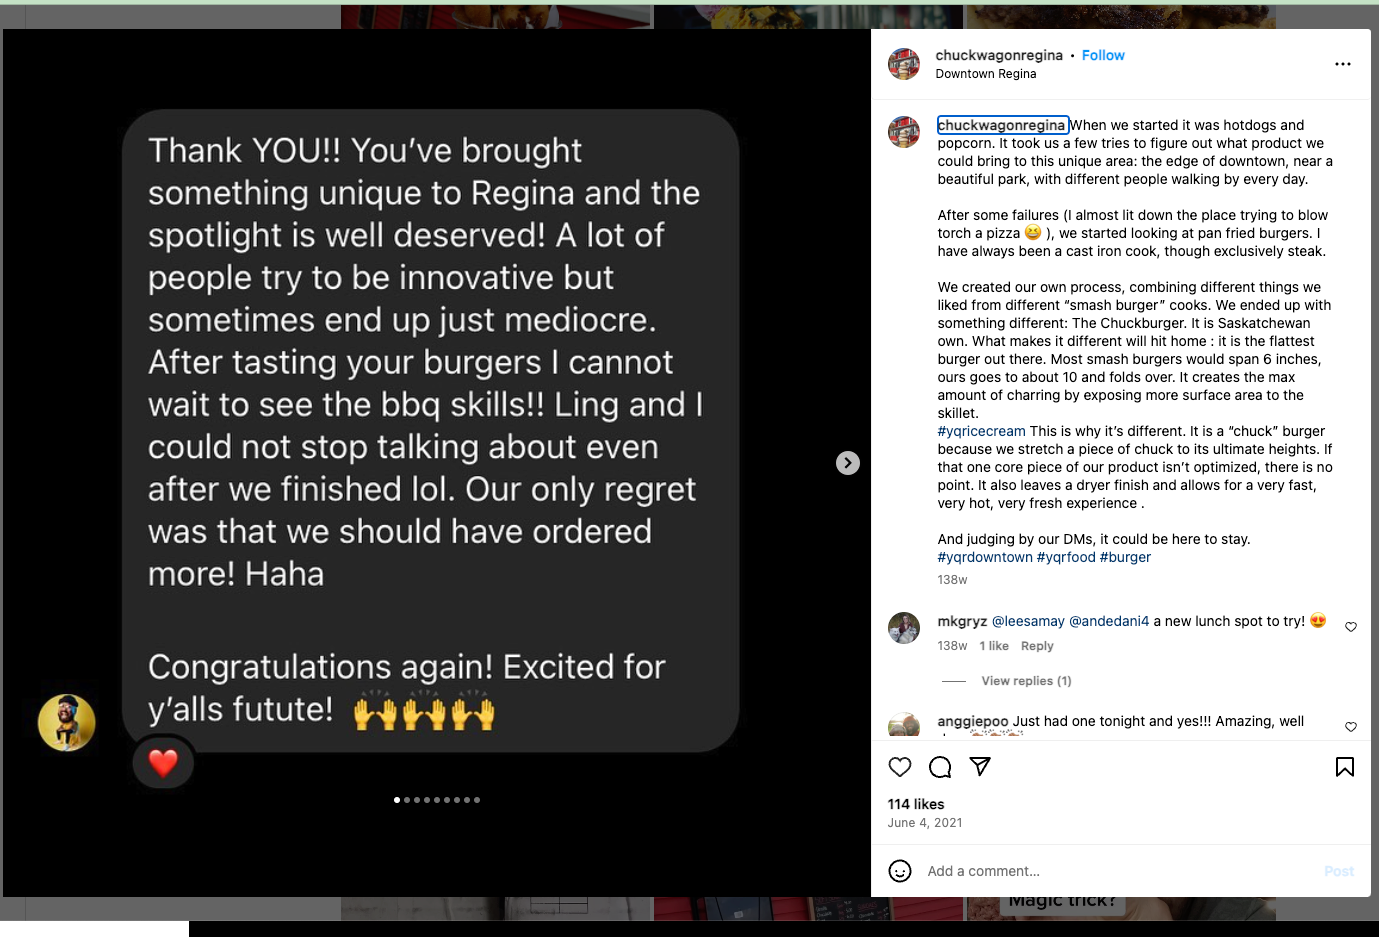 Thank YOU!! You’ve brought
something unique to Regina and the
spotlight is well deserved! A lot of
people try to be innovative but
sometimes end up just mediocre.
After tasting your burgers I cannot
wait to see the bbq skills!! Ling and I
could not stop talking about even
after we finished lol. Our only regret
was that we should have ordered
more! Haha
Congratulations again! Excited for
y’alls futute! 🙌🙌🙌
❤️
chuckwagonregina • Follow
Downtown Regina
chuckwagonregina When we started it was hotdogs and
popcorn. It took us a few tries to figure out what product we
could bring to this unique area: the edge of downtown, near a
beautiful park, with different people walking by every day.
After some failures (I almost lit down the place trying to blow
torch a pizza 😆 ), we started looking at pan fried burgers. I
have always been a cast iron cook, though exclusively steak.
We created our own process, combining different things we
liked from different “smash burger” cooks. We ended up with
something different: The Chuckburger. It is Saskatchewan
own. What makes it different will hit home : it is the flattest
burger out there. Most smash burgers would span 6 inches,
ours goes to about 10 and folds over. It creates the max
amount of charring by exposing more surface area to the
skillet.
#yqricecream This is why it’s different. It is a “chuck” burger
because we stretch a piece of chuck to its ultimate heights. If
that one core piece of our product isn’t optimized, there is no
point. It also leaves a dryer finish and allows for a very fast,
very hot, very fresh experience .
And judging by our DMs, it could be here to stay.
#yqrdowntown #yqrfood #burger
138w
mkgryz @leesamay @andedani4 a new lunch spot to try! 😍
138w 1 like Reply
View replies (1)
anggiepoo Just had one tonight and yes!!! Amazing, well
114 likes
June 4, 2021
Add a comment...
Post
Magic trick?